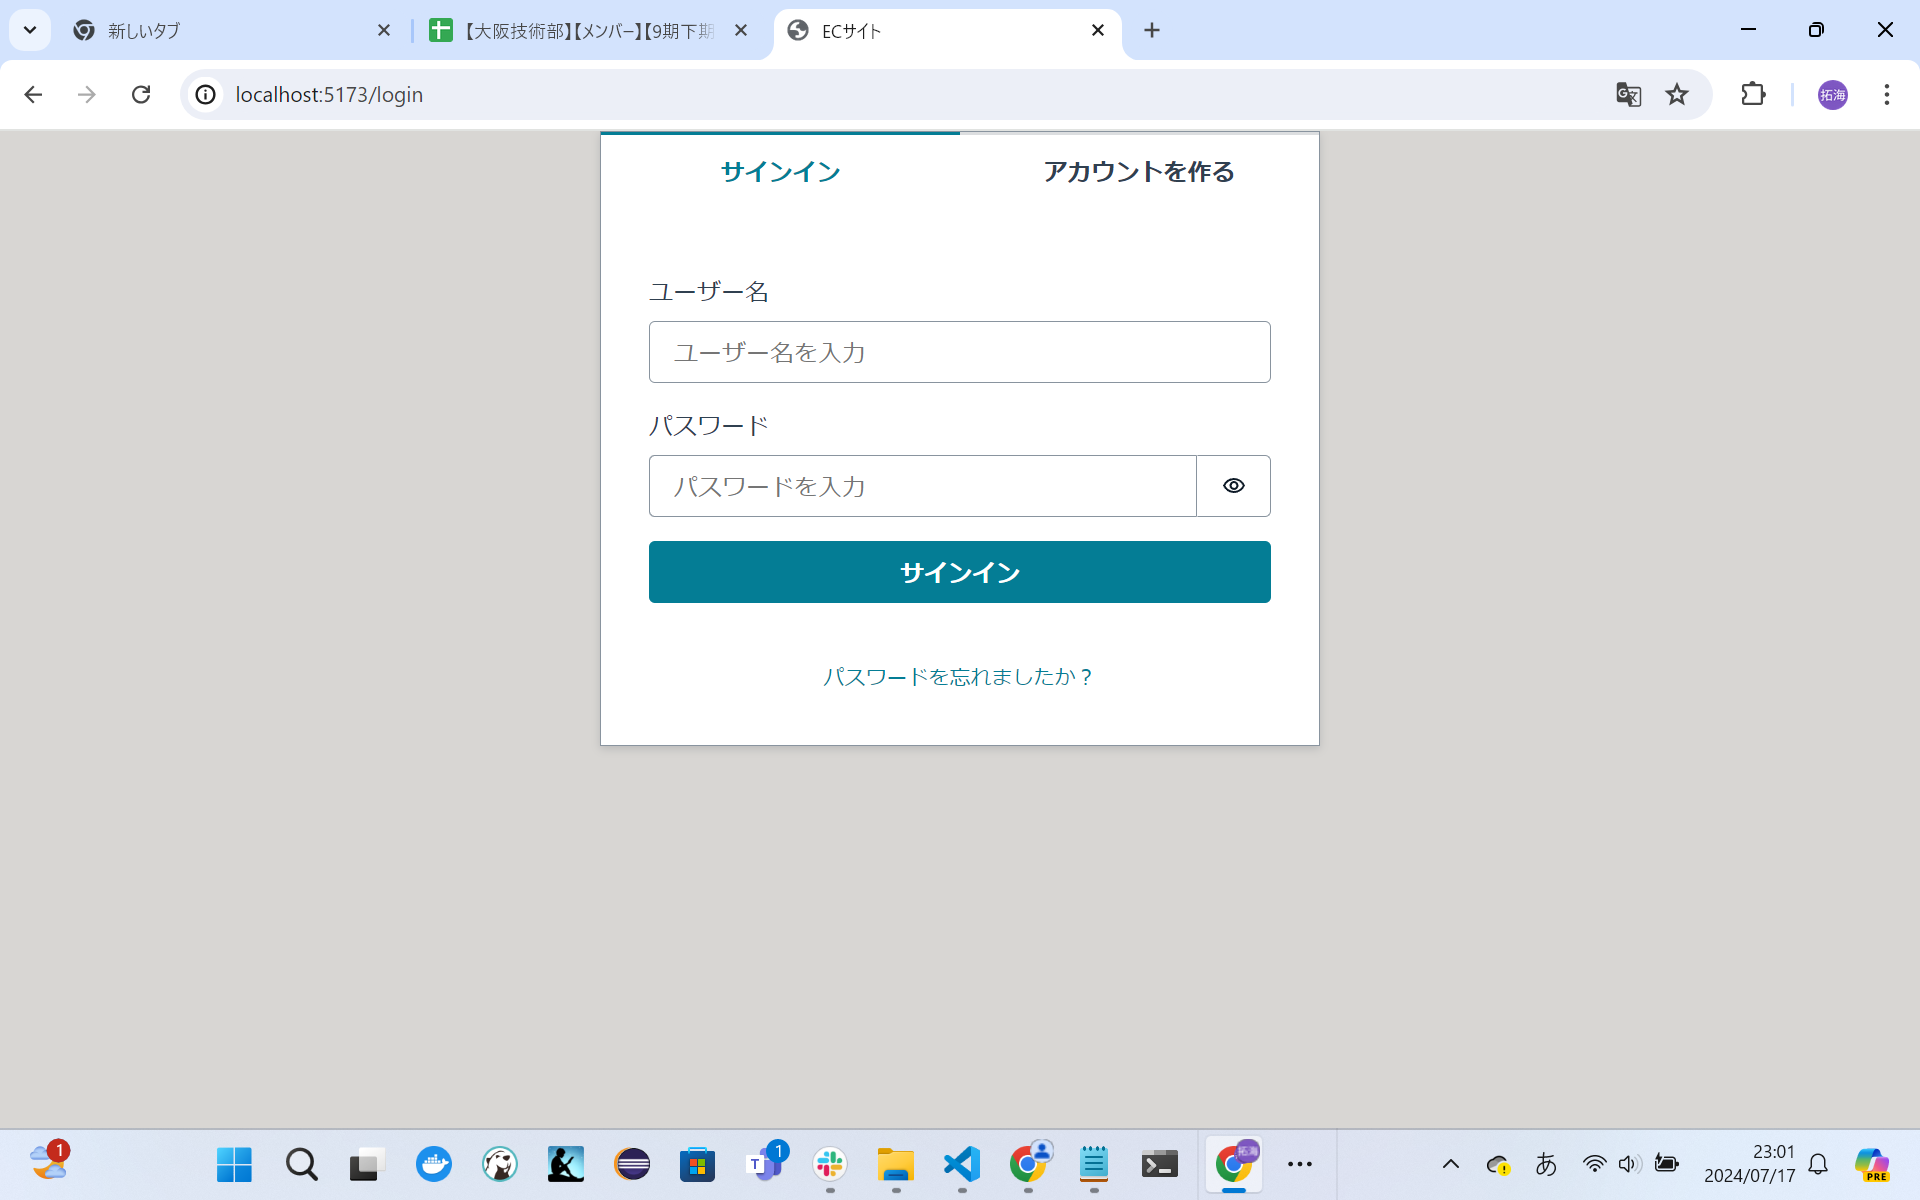 新しいタブ
【大阪技術部】【メンバー】【9期下期
ECサイト
localhost:5173/login
拓海
サインイン
アカウントを作る
ユーザー名
ユーザー名を入力
パスワード
パスワードを入力
サインイン
パスワードを忘れましたか？
1
1
拓海
あ
23:01
2024/07/17
PRE